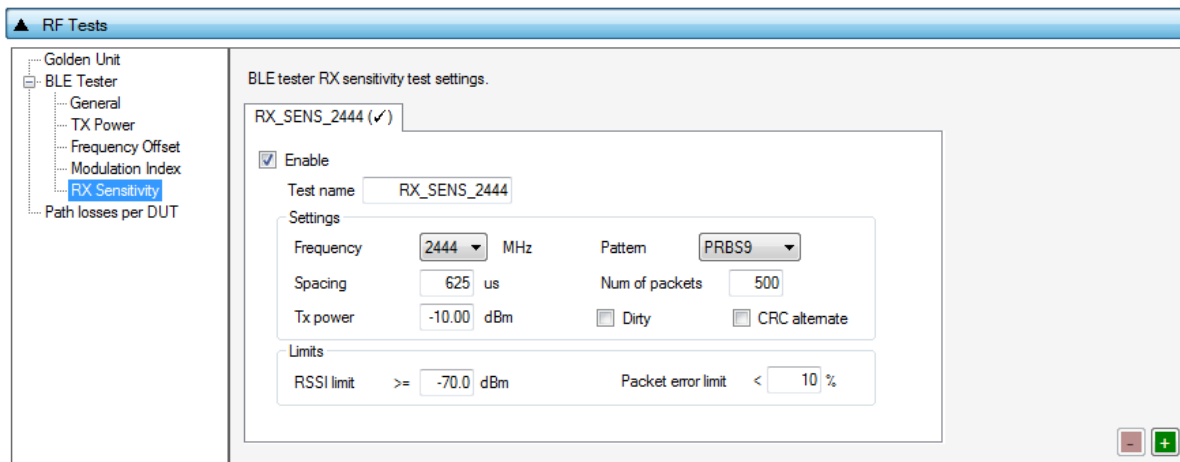 RF Tests
Golden Unit
BLE Tester
General
TX Power
Frequency Offset
Modulation Index
RX Sensitivity
Path losses per DUT
BLE tester RX sensitivity test settings.
RX_SENS_2444 (✓)
Enable
Test name RX_SENS_2444
Settings
Frequency 2444 MHz Pattern PRBS9
Spacing 625 us Num of packets 500
Tx power -10.00 dBm Dirty CRC alternate
Limits
RSSI limit >= -70.0 dBm Packet error limit < 10 %
- +